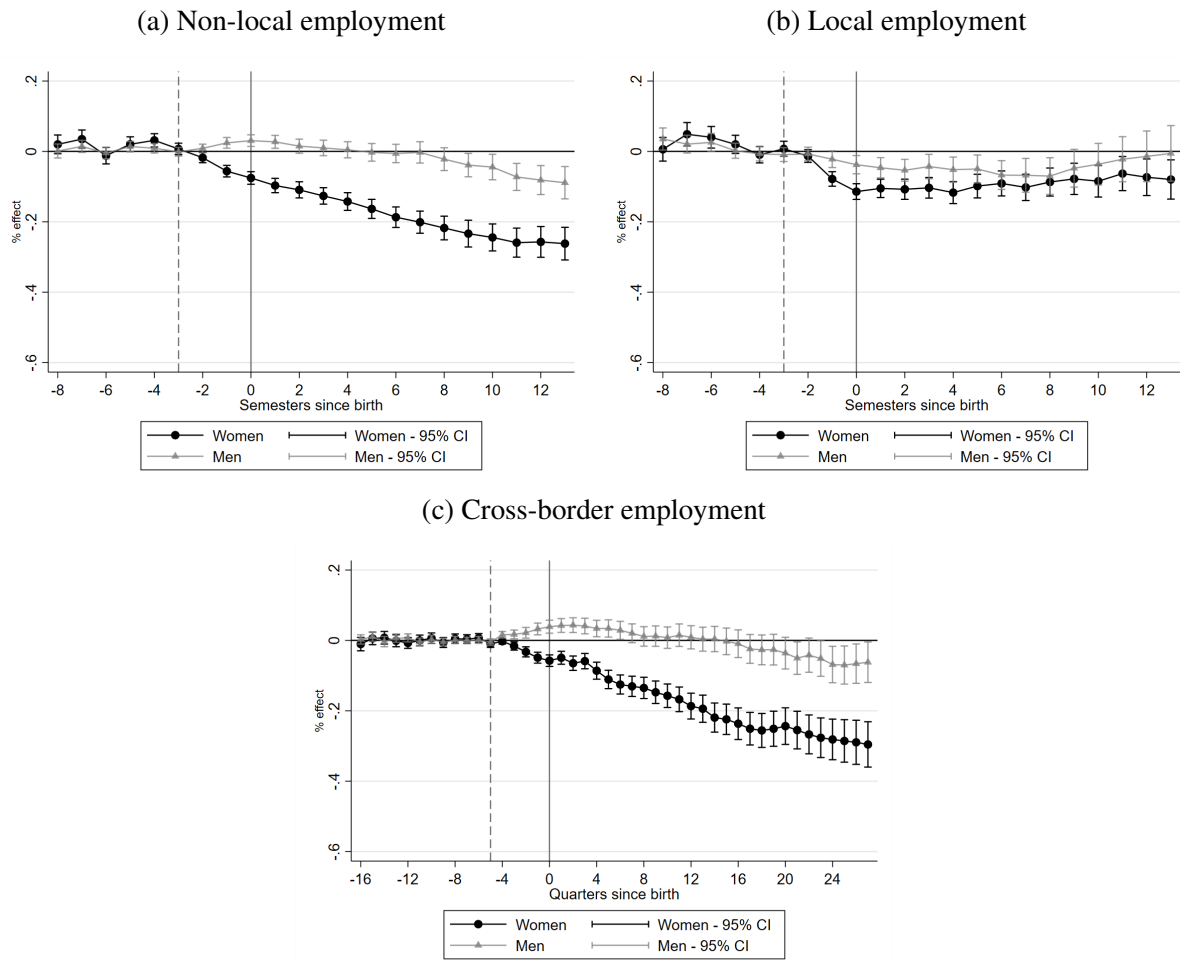 (a) Non-local employment
.2
0
-.2
-.4
-.6
% effect
-8 -6 -4 -2 0 2 4 6 8 10 12
Semesters since birth
Women Women - 95% CI
Men Men - 95% CI
(b) Local employment
.2
0
-.2
-.4
-.6
% effect
-8 -6 -4 -2 0 2 4 6 8 10 12
Semesters since birth
Women Women - 95% CI
Men Men - 95% CI
(c) Cross-border employment
.2
0
-.2
-.4
-.6
% effect
-16 -12 -8 -4 0 4 8 12 16 20 24
Quarters since birth
Women Women - 95% CI
Men Men - 95% CI